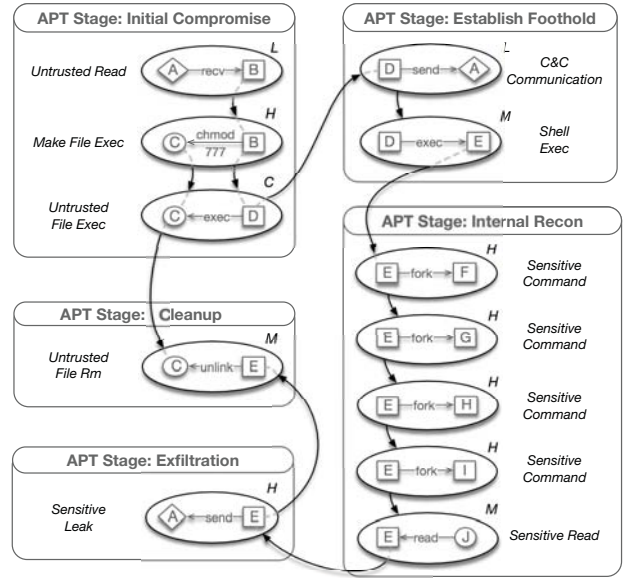 APT Stage: Initial Compromise
L
Untrusted Read
A recv B
H
Make File Exec
C chmod 777 B
C
Untrusted
File Exec
C exec D
APT Stage: Establish Foothold
L
D send A
C&C
Communication
M
D exec E
Shell
Exec
APT Stage: Internal Recon
H
E fork F
Sensitive
Command
H
E fork G
Sensitive
Command
H
E fork H
Sensitive
Command
H
E fork I
Sensitive
Command
M
E read J
Sensitive Read
APT Stage: Cleanup
M
Untrusted
File Rm
C unlink E
APT Stage: Exfiltration
H
Sensitive
Leak
A send E